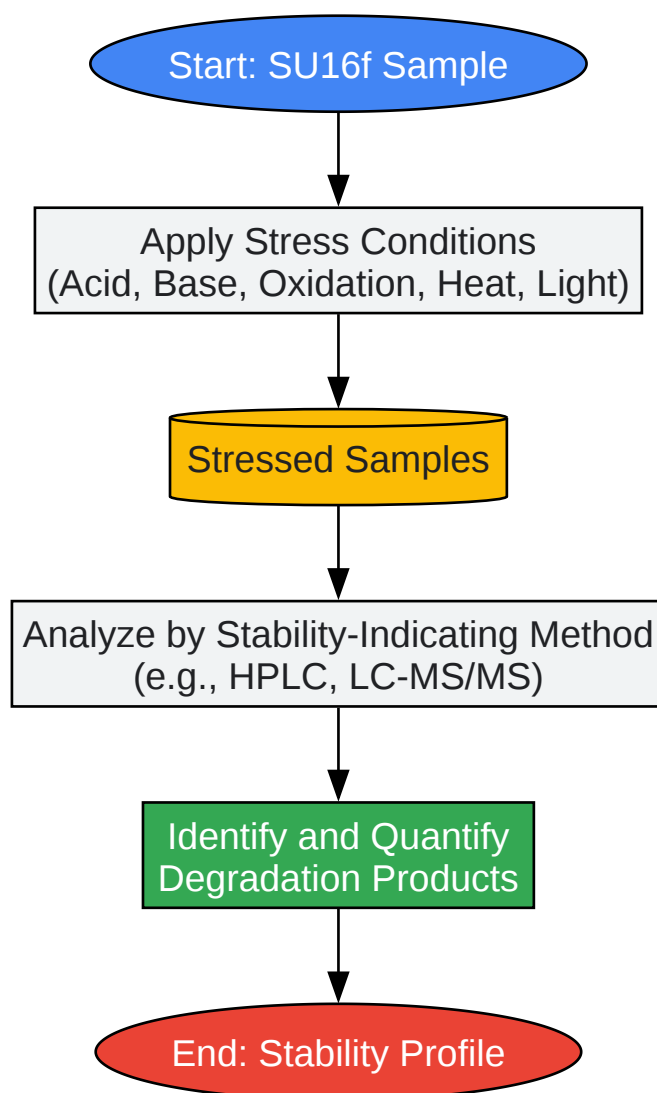 Start: SU16f Sample
Apply Stress Conditions
(Acid, Base, Oxidation, Heat, Light)
Stressed Samples
Analyze by Stability-Indicating Method
(e.g., HPLC, LC-MS/MS)
Identify and Quantify
Degradation Products
End: Stability Profile